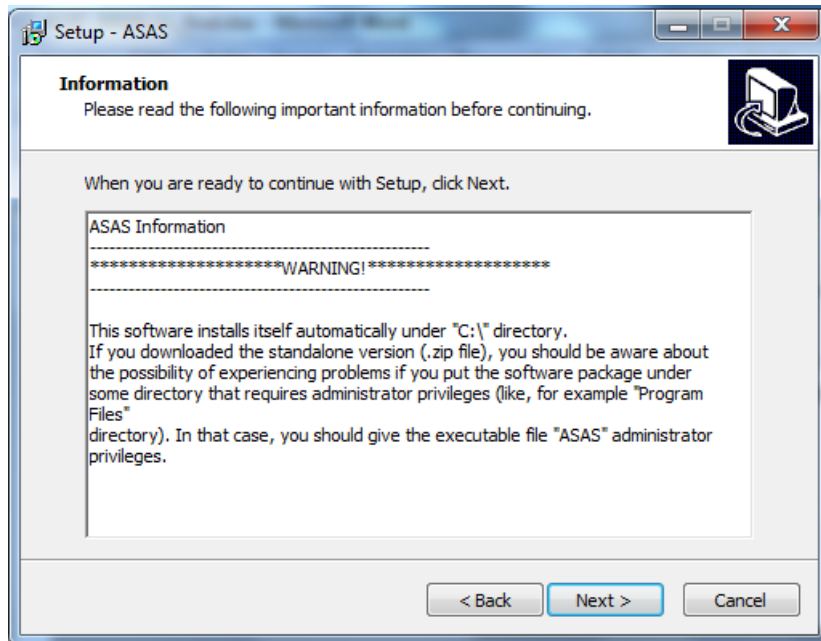 Setup - ASAS
Information
Please read the following important information before continuing.
When you are ready to continue with Setup, click Next.
ASAS Information
-----------------------------------------------------
********************WARNING!*******************
-----------------------------------------------------
This software installs itself automatically under "C:\" directory.
If you downloaded the standalone version (.zip file), you should be aware about
the possibility of experiencing problems if you put the software package under
some directory that requires administrator privileges (like, for example "Program
Files"
directory). In that case, you should give the executable file "ASAS" administrator
privileges.
< Back
Next >
Cancel